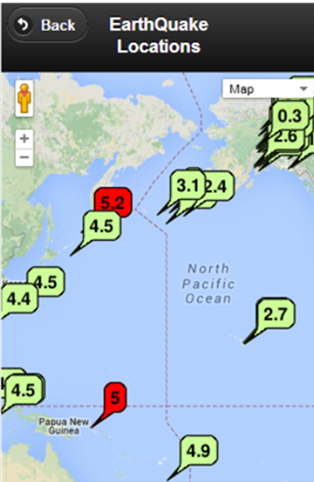 Back
EarthQuake
Locations
Map
+
−
0.3
2.6
3.1
2.4
5.2
4.5
North
Pacific
Ocean
4.5
4.4
2.7
4.5
5
Papua New
Guinea
4.9